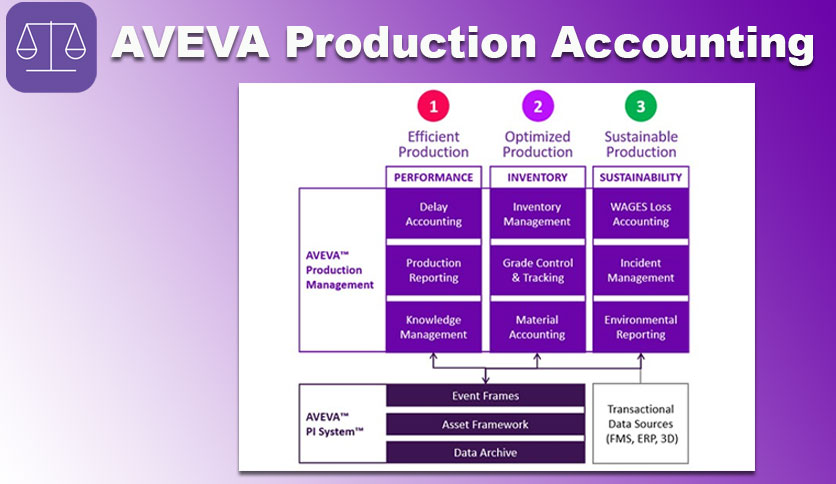 AVEVA Production Accounting
1
2
3
Efficient
Production
Optimized
Production
Sustainable
Production
PERFORMANCE
INVENTORY
SUSTAINABILITY
AVEVA™
Production
Management
Delay
Accounting
Inventory
Management
WAGES Loss
Accounting
Production
Reporting
Grade Control
& Tracking
Incident
Management
Knowledge
Management
Material
Accounting
Environmental
Reporting
AVEVA™
PI System™
Event Frames
Asset Framework
Data Archive
Transactional
Data Sources
(FMS, ERP, 3D)